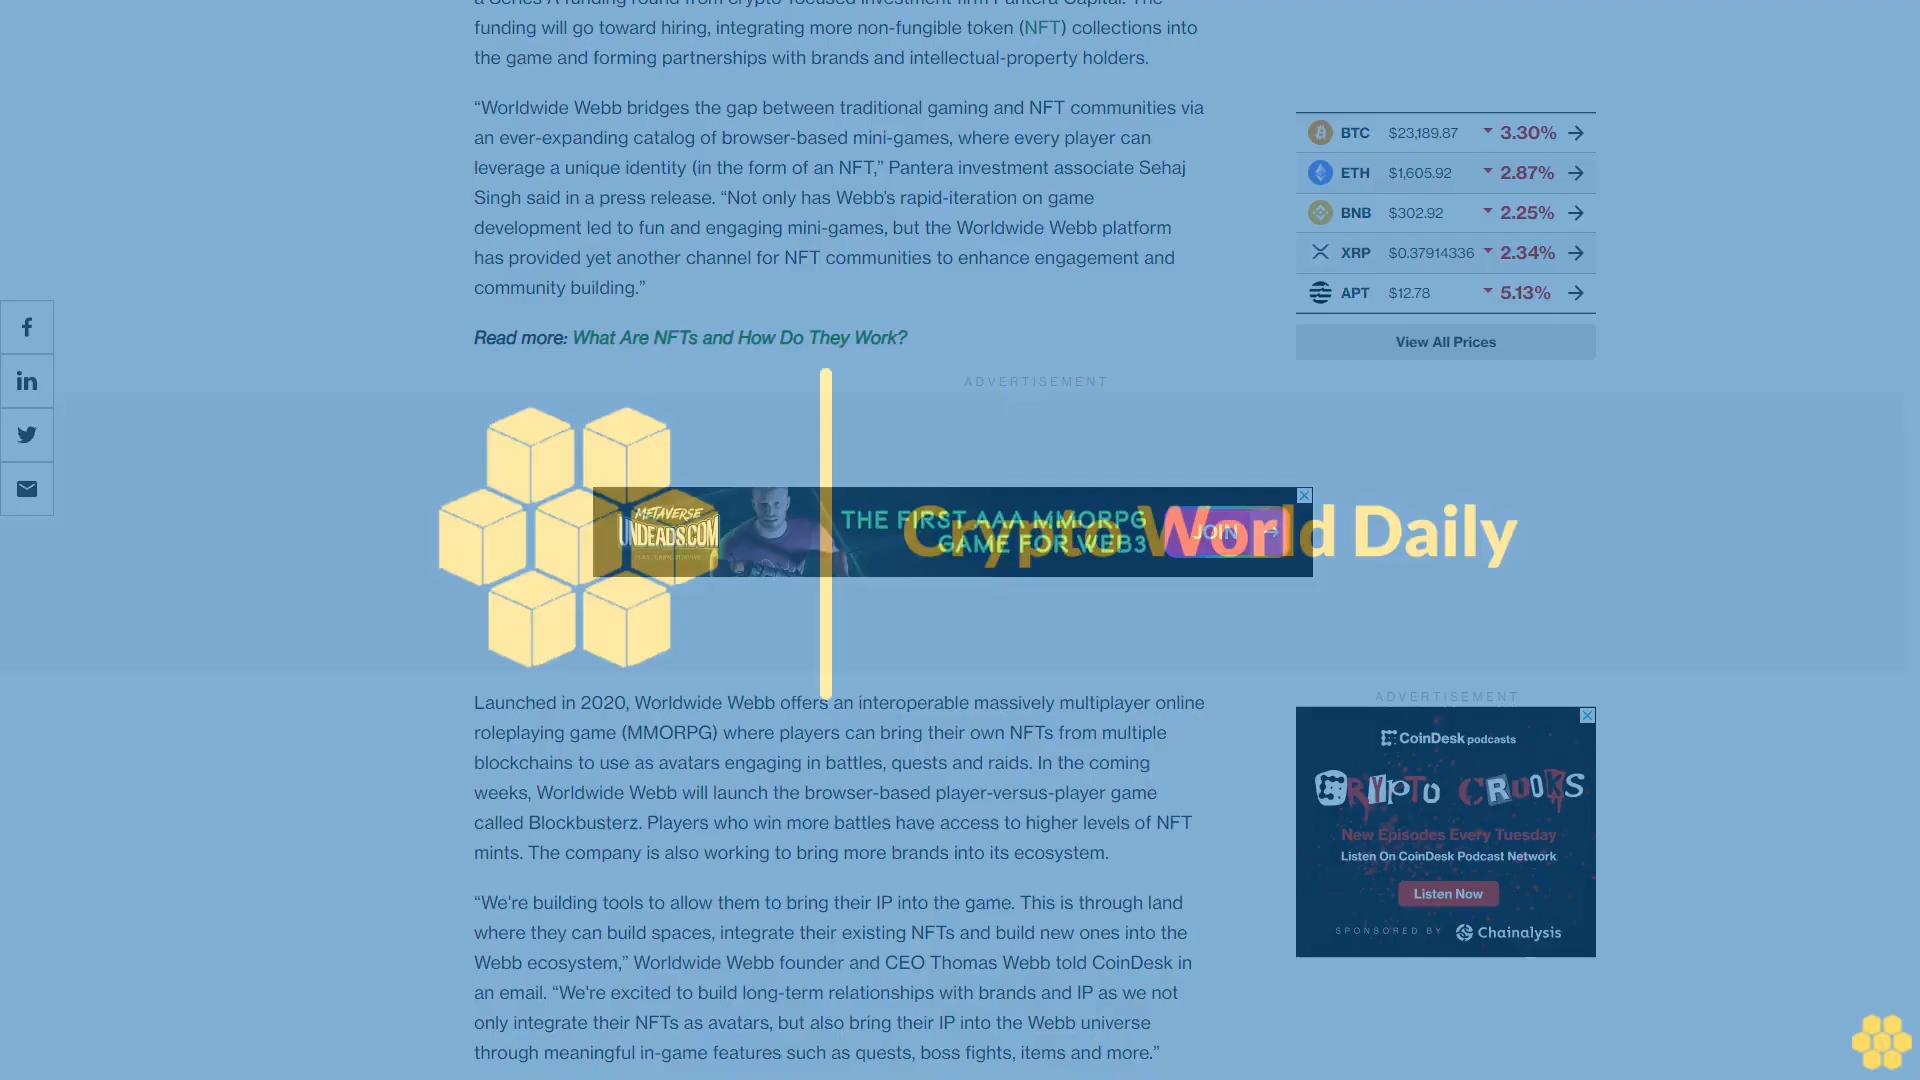 a Series A funding round from crypto-focused investment firm Pantera Capital. The
funding will go toward hiring, integrating more non-fungible token (NFT) collections into
the game and forming partnerships with brands and intellectual-property holders.
“Worldwide Webb bridges the gap between traditional gaming and NFT communities via
an ever-expanding catalog of browser-based mini-games, where every player can
leverage a unique identity (in the form of an NFT,” Pantera investment associate Sehaj
Singh said in a press release. “Not only has Webb’s rapid-iteration on game
development led to fun and engaging mini-games, but the Worldwide Webb platform
has provided yet another channel for NFT communities to enhance engagement and
community building.”
Read more: What Are NFTs and How Do They Work?
BTC $23,189.87 3.30%
ETH $1,605.92 2.87%
BNB $302.92 2.25%
XRP $0.37914336 2.34%
APT $12.78 5.13%
View All Prices
ADVERTISEMENT
METAVERSE
UNDEADS.COM
THE FIRST AAA MMORPG
GAME FOR WEB3
JOIN
Crypto World Daily
Launched in 2020, Worldwide Webb offers an interoperable massively multiplayer online
roleplaying game (MMORPG) where players can bring their own NFTs from multiple
blockchains to use as avatars engaging in battles, quests and raids. In the coming
weeks, Worldwide Webb will launch the browser-based player-versus-player game
called Blockbusterz. Players who win more battles have access to higher levels of NFT
mints. The company is also working to bring more brands into its ecosystem.
“We're building tools to allow them to bring their IP into the game. This is through land
where they can build spaces, integrate their existing NFTs and build new ones into the
Webb ecosystem,” Worldwide Webb founder and CEO Thomas Webb told CoinDesk in
an email. “We're excited to build long-term relationships with brands and IP as we not
only integrate their NFTs as avatars, but also bring their IP into the Webb universe
through meaningful in-game features such as quests, boss fights, items and more.”
ADVERTISEMENT
CoinDesk podcasts
CRYPTO CROOKS
New Episodes Every Tuesday
Listen On CoinDesk Podcast Network
Listen Now
SPONSORED BY Chainalysis